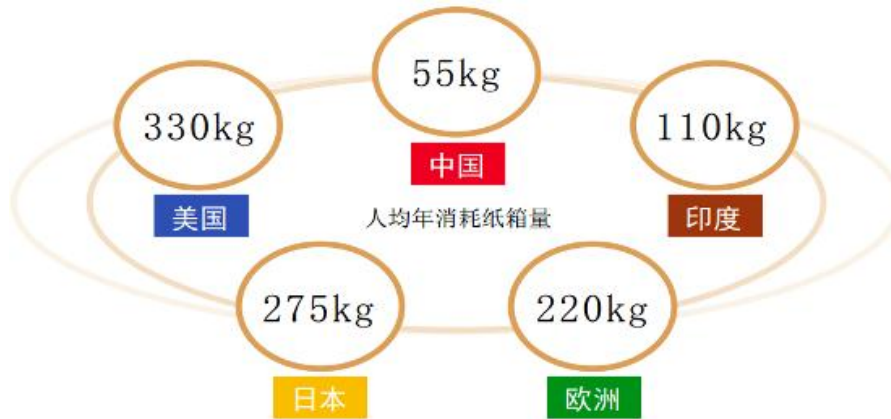 55kg
中国
330kg
美国
110kg
印度
人均年消耗纸箱量
275kg
日本
220kg
欧洲